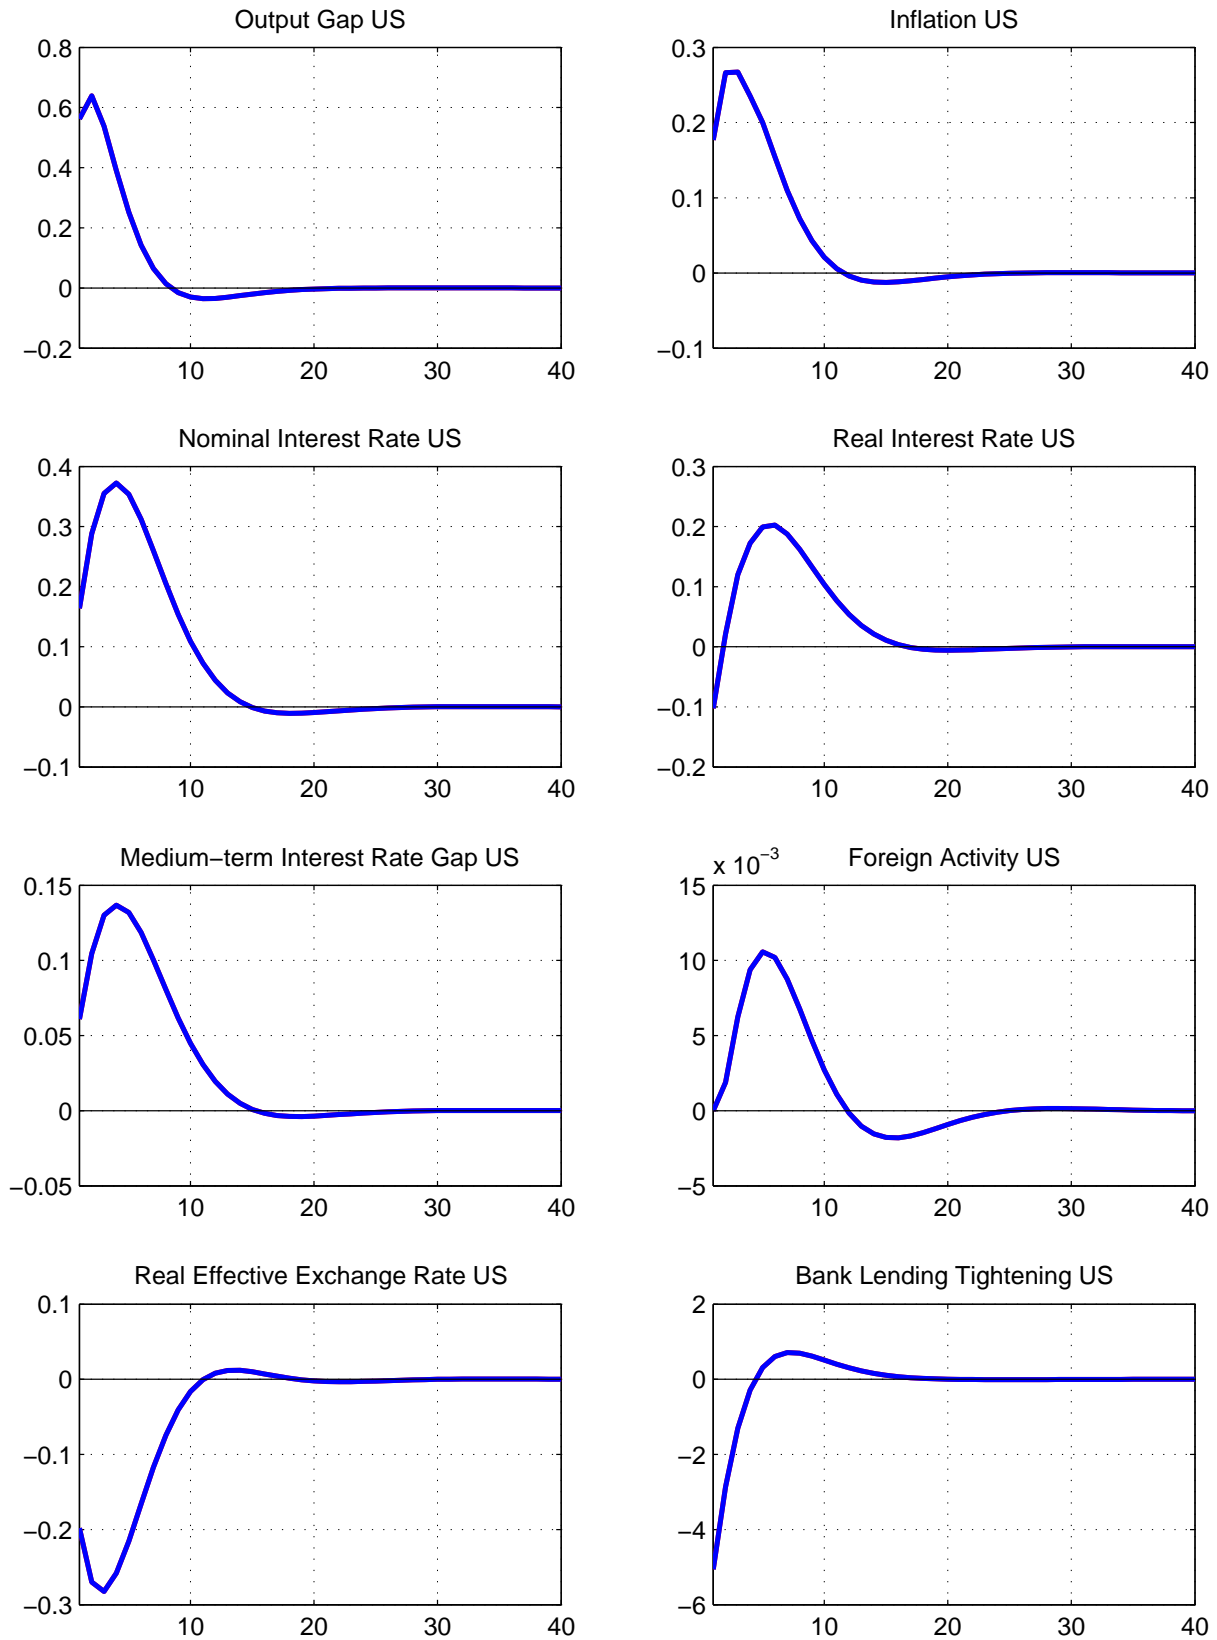 Output Gap US
0.8
0.6
0.4
0.2
0
−0.2
10 20 30 40
Inflation US
0.3
0.2
0.1
0
−0.1
10 20 30 40
Nominal Interest Rate US
0.4
0.3
0.2
0.1
0
−0.1
10 20 30 40
Real Interest Rate US
0.3
0.2
0.1
0
−0.1
−0.2
10 20 30 40
Medium−term Interest Rate Gap US
0.15
0.1
0.05
0
−0.05
10 20 30 40
x 10−3
Foreign Activity US
15
10
5
0
−5
10 20 30 40
Real Effective Exchange Rate US
0.1
0
−0.1
−0.2
−0.3
10 20 30 40
Bank Lending Tightening US
2
0
−2
−4
−6
10 20 30 40